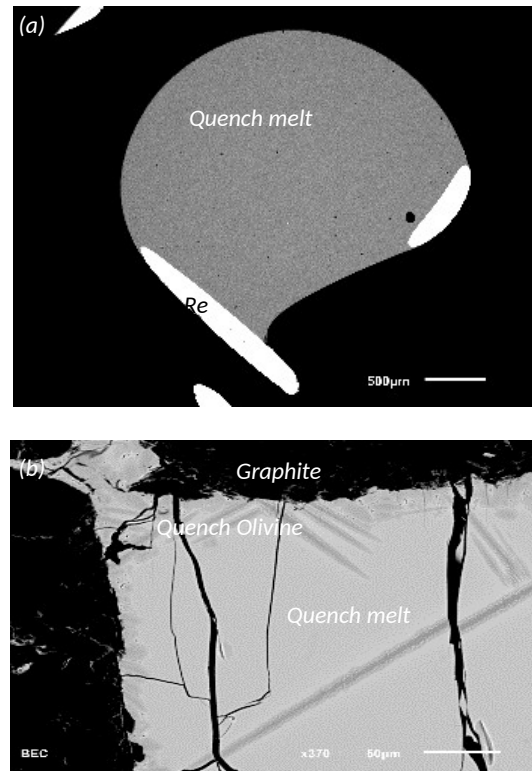 (a)
Quench melt
Re
500µm
(b)
Graphite
Quench Olivine
Quench melt
BEC x370 50µm